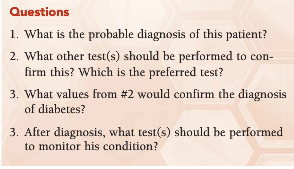 Questions
1. What is the probable diagnosis of this patient?
2. What other test(s) should be performed to con-
firm this? Which is the preferred test?
3. What values from #2 would confirm the diagnosis
of diabetes?
3. After diagnosis, what test(s) should be performed
to monitor his condition?